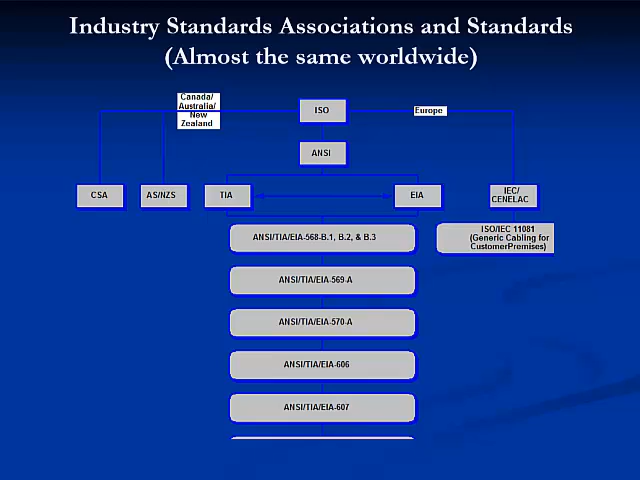 Industry Standards Associations and Standards
(Almost the same worldwide)
Canada/
Australia/
New
Zealand
ISO
Europe
ANSI
CSA
AS/NZS
TIA
EIA
IEC/
CENELAC
ANSI/TIA/EIA-568-B.1, B.2, & B.3
ISO/IEC 11081
(Generic Cabling for
CustomerPremises)
ANSI/TIA/EIA-569-A
ANSI/TIA/EIA-570-A
ANSI/TIA/EIA-606
ANSI/TIA/EIA-607